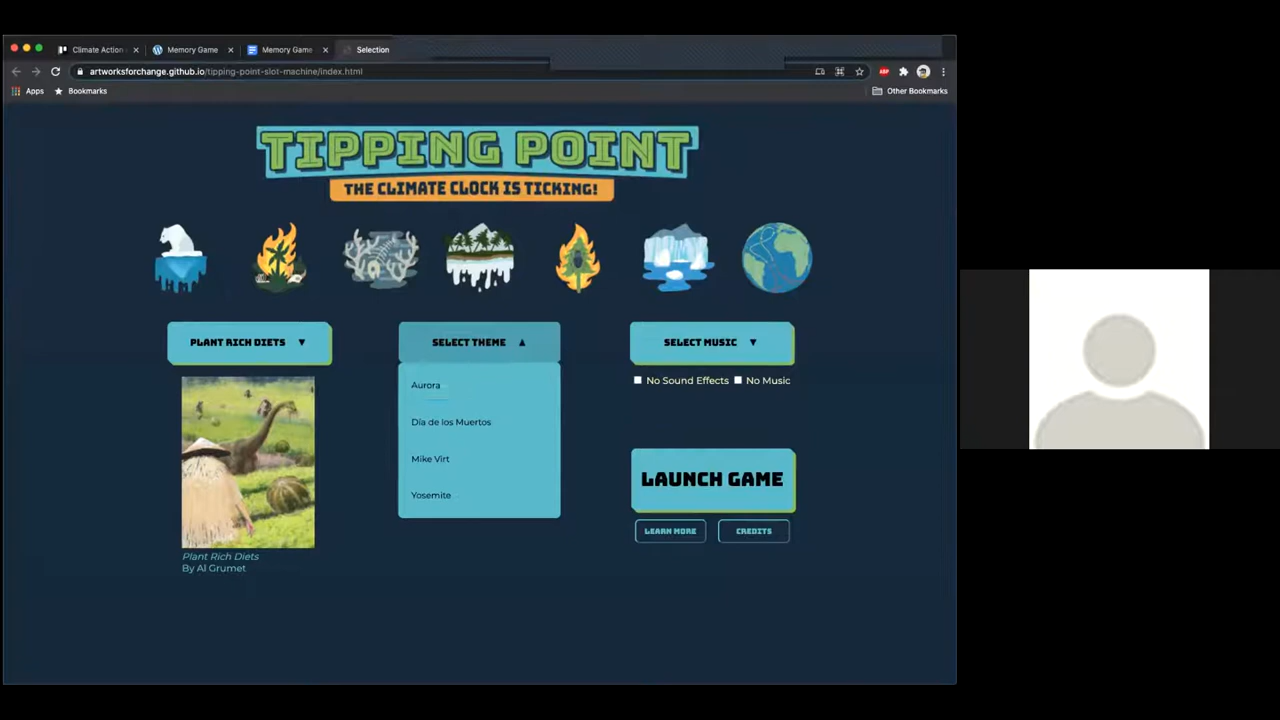 Climate Action
Memory Game
Memory Game
Selection
artworksforchange.github.io/tipping-point-slot-machine/index.html
ABP
Apps
Bookmarks
Other Bookmarks
TIPPING POINT
THE CLIMATE CLOCK IS TICKING!
PLANT RICH DIETS ▼
SELECT THEME ▲
SELECT MUSIC ▼
Aurora
Día de los Muertos
Mike Virt
Yosemite
No Sound Effects
No Music
LAUNCH GAME
LEARN MORE
CREDITS
Plant Rich Diets
By Al Grumet